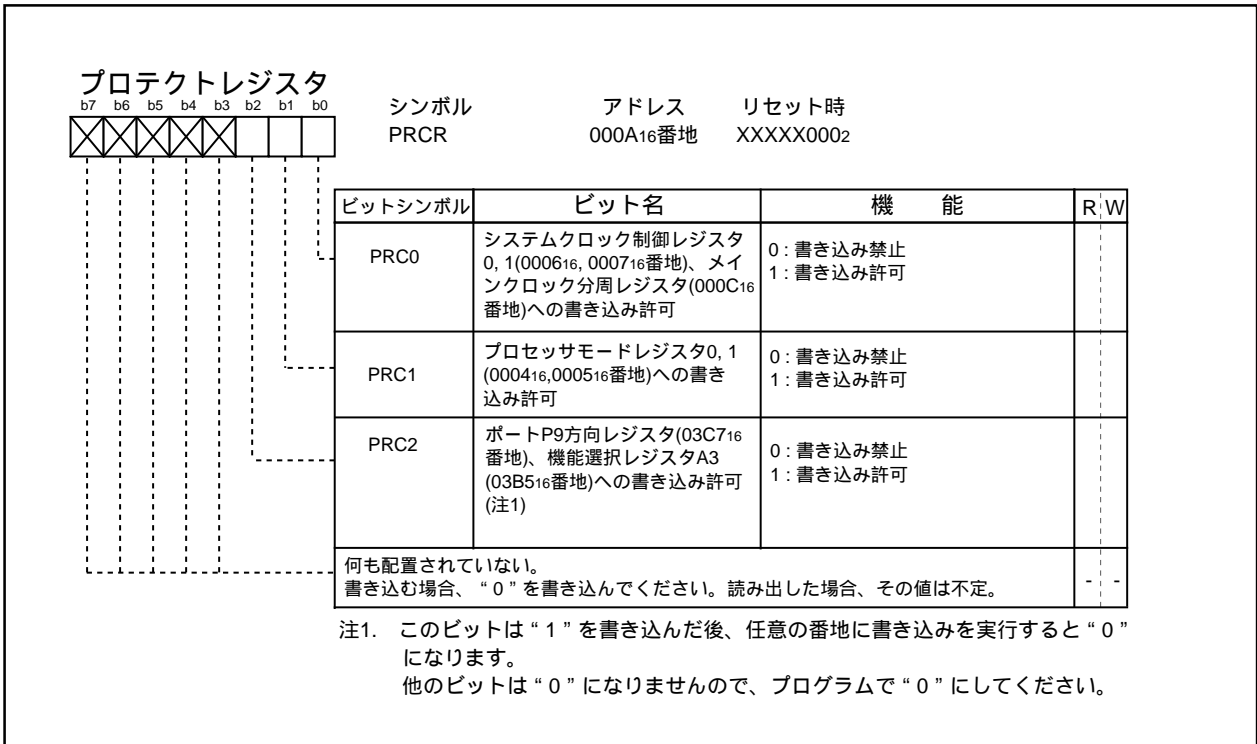 プロテクトレジスタ
b7 b6 b5 b4 b3 b2 b1 b0
シンボル アドレス リセット時
PRCR 000A16番地 XXXXX0002
ビットシンボル ビット名 機 能 R W
PRC0
システムクロック制御レジスタ
0, 1(000616, 000716番地)、メイ
ンクロック分周レジスタ(000C16
番地)への書き込み許可
0 : 書き込み禁止
1 : 書き込み許可
PRC1
プロセッサモードレジスタ0, 1
(000416,000516番地)への書き
込み許可
0 : 書き込み禁止
1 : 書き込み許可
PRC2
ポートP9方向レジスタ(03C716
番地)、機能選択レジスタA3
(03B516番地)への書き込み許可
(注1)
0 : 書き込み禁止
1 : 書き込み許可
何も配置されていない。
書き込む場合、“ 0 ” を書き込んでください。読み出した場合、その値は不定。 - -
注1. このビットは “ 1 ” を書き込んだ後、任意の番地に書き込みを実行すると “ 0 ”
になります。
他のビットは “ 0 ” になりませんので、プログラムで “ 0 ” にしてください。